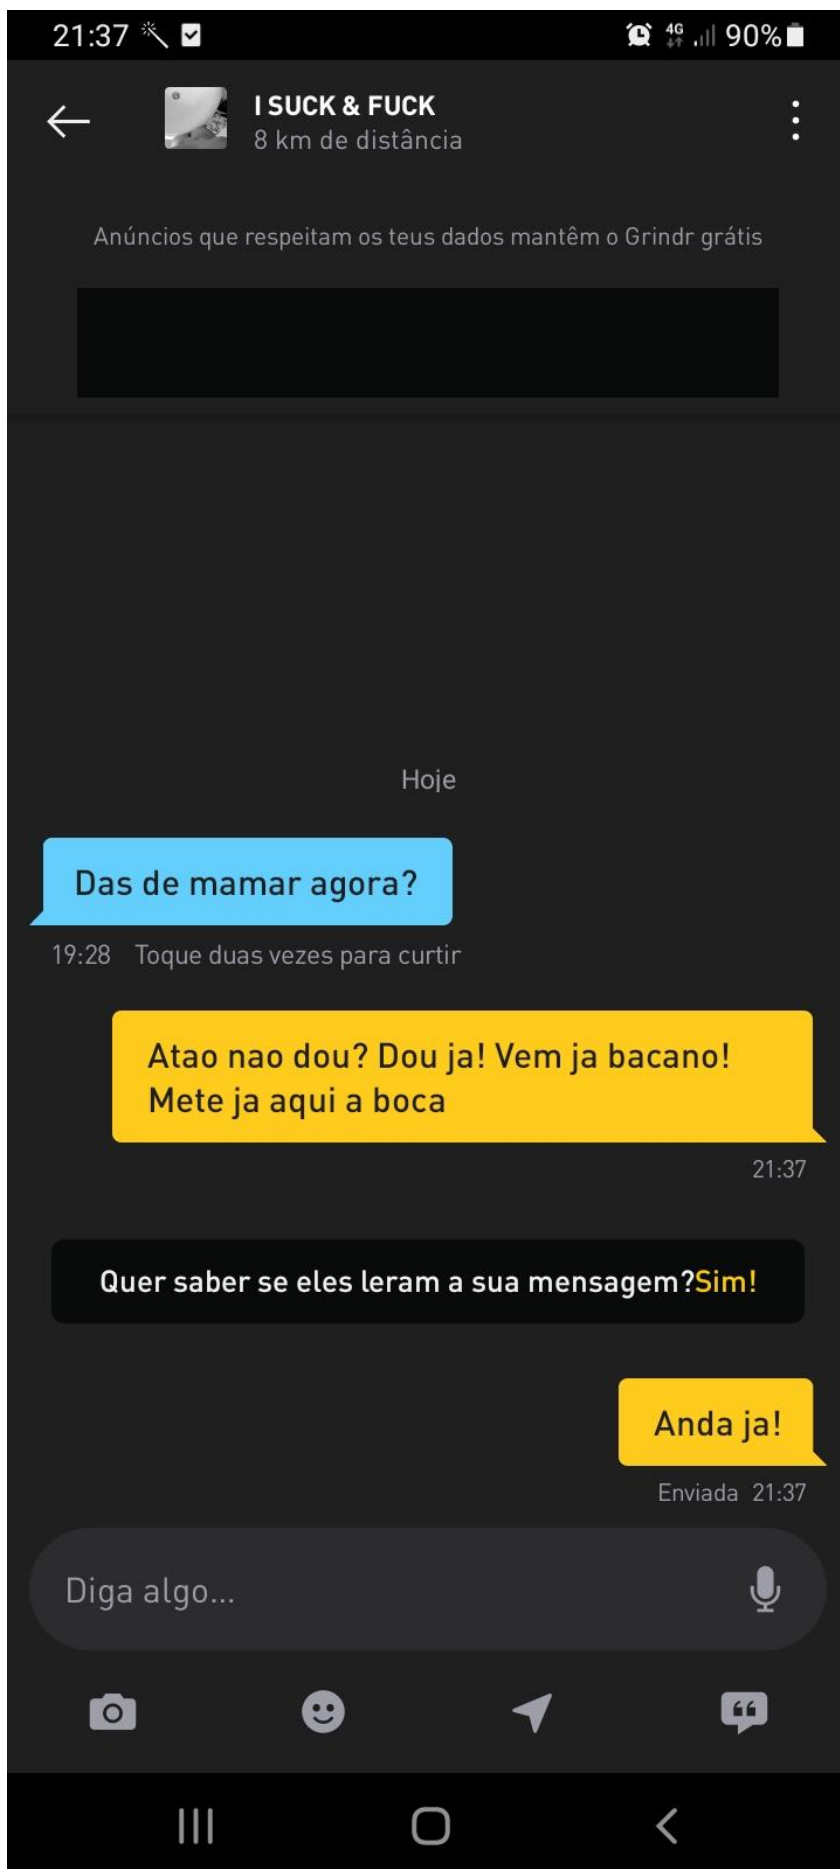 21:37
4G 90%
I SUCK & FUCK
8 km de distância
Anúncios que respeitam os teus dados mantêm o Grindr grátis
Hoje
Das de mamar agora?
19:28 Toque duas vezes para curtir
Atao nao dou? Dou ja! Vem ja bacano!
Mete ja aqui a boca
21:37
Quer saber se eles leram a sua mensagem?Sim!
Anda ja!
Enviada 21:37
Diga algo...